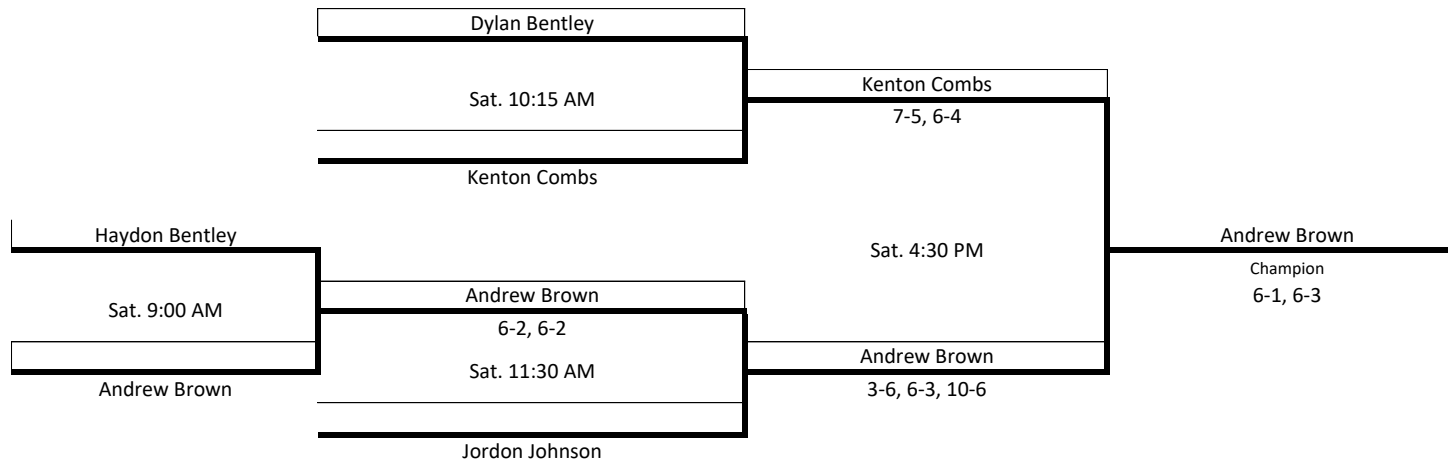 Dylan Bentley
Sat. 10:15 AM
Kenton Combs
7-5, 6-4
Kenton Combs
Haydon Bentley
Sat. 9:00 AM
Andrew Brown
Andrew Brown
6-2, 6-2
Sat. 11:30 AM
Jordon Johnson
Sat. 4:30 PM
Andrew Brown
3-6, 6-3, 10-6
Andrew Brown
Champion
6-1, 6-3